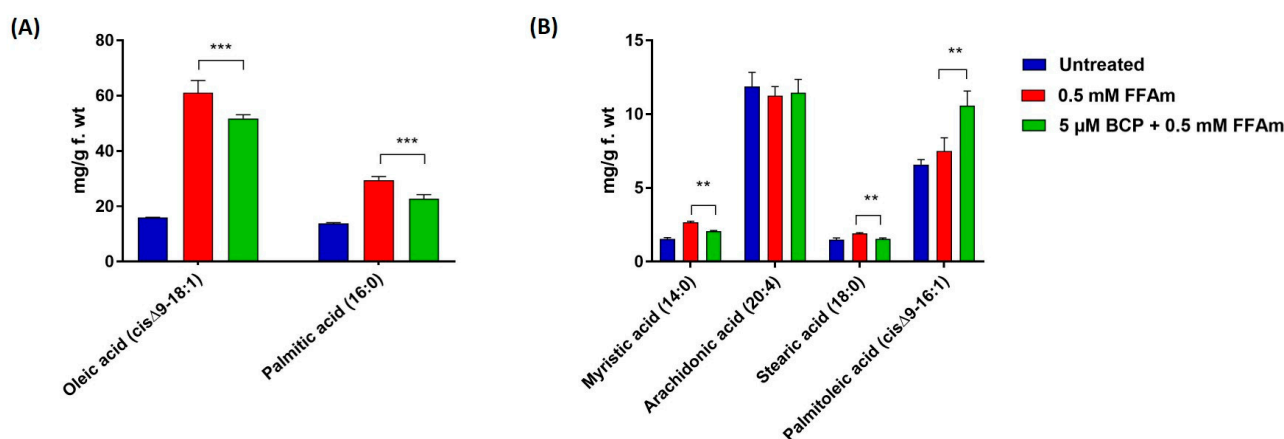 (A)
80
60
40
20
0
mg/g f. wt
***
***
Oleic acid (cisΔ9-18:1)
Palmitic acid (16:0)
(B)
15
10
5
0
mg/g f. wt
**
**
**
Myristic acid (14:0)
Arachidonic acid (20:4)
Stearic acid (18:0)
Palmitoleic acid (cisΔ9-16:1)
Untreated
0.5 mM FFAm
5 µM BCP + 0.5 mM FFAm